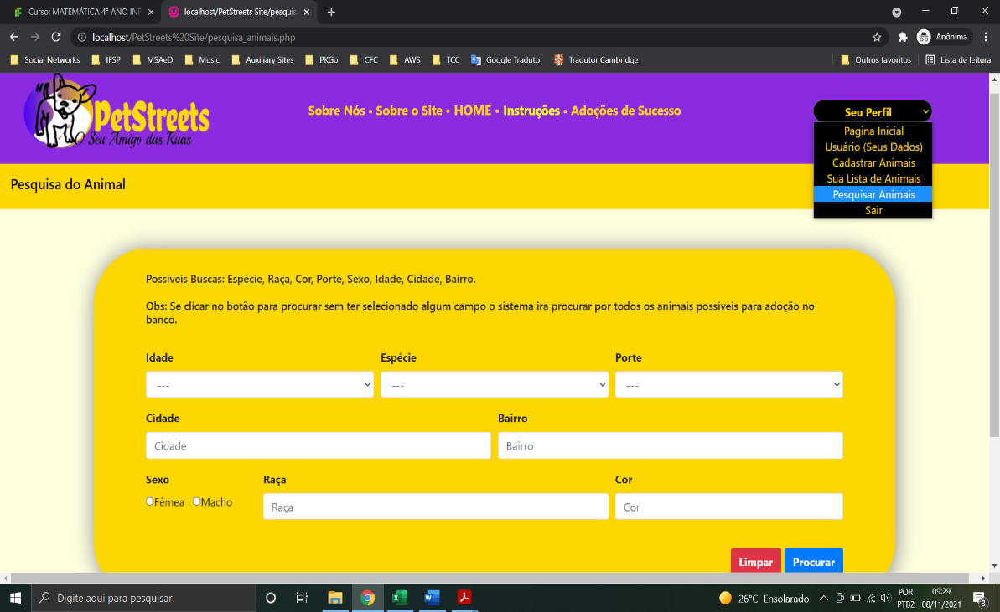 Curso: MATEMÁTICA 4° ANO INF
localhost/PetStreets Site/pesquis
localhost/PetStreets%20Site/pesquisa_animais.php
Anônima
Social Networks
IFSP
MSAeD
Music
Auxiliary Sites
PKGo
CFC
AWS
TCC
Google Tradutor
Tradutor Cambridge
Outros favoritos
Lista de leitura
PetStreets
Seu Amigo das Ruas
Sobre Nós • Sobre o Site • HOME • Instruções • Adoções de Sucesso
Seu Perfil
Pagina Inicial
Usuário (Seus Dados)
Cadastrar Animais
Sua Lista de Animais
Pesquisar Animais
Sair
Pesquisa do Animal
Possiveis Buscas: Espécie, Raça, Cor, Porte, Sexo, Idade, Cidade, Bairro.
Obs: Se clicar no botão para procurar sem ter selecionado algum campo o sistema ira procurar por todos os animais possiveis para adoção no
banco.
Idade
Espécie
Porte
---
---
---
Cidade
Bairro
Cidade
Bairro
Sexo
Raça
Cor
Fêmea
Macho
Raça
Cor
Limpar
Procurar
Digite aqui para pesquisar
26°C Ensolarado
POR
PTB2
09:29
08/11/2021
3